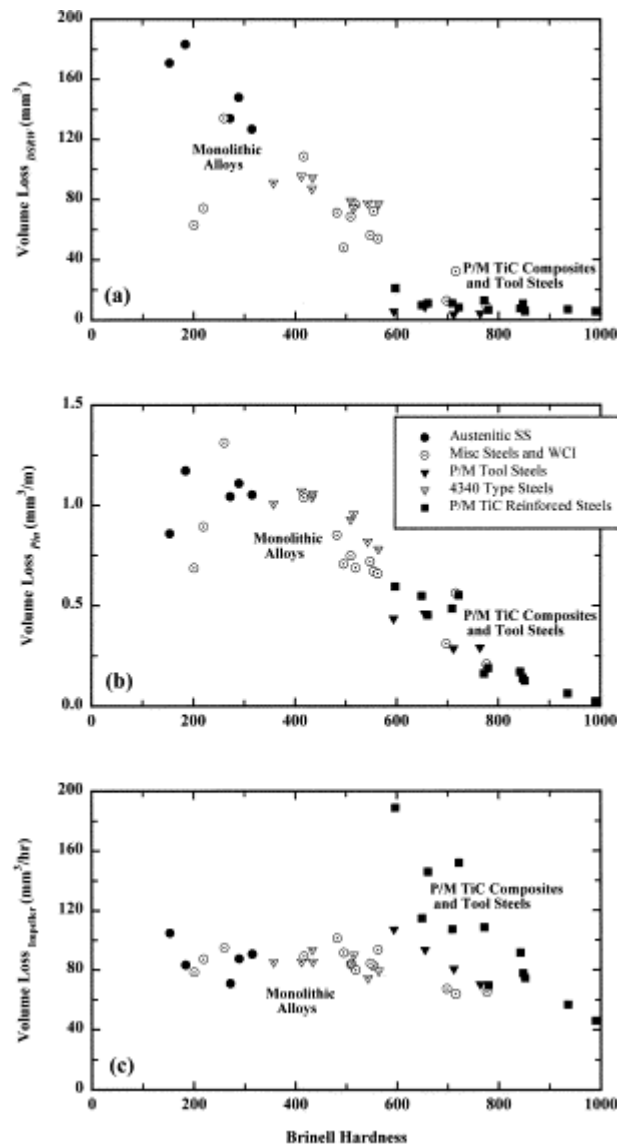 200
160
120
80
40
0
Volume Loss DSRW (mm3)
Monolithic
Alloys
P/M TiC Composites
and Tool Steels
(a)
0 200 400 600 800 1000
1.5
1.0
0.5
0.0
Volume Loss Pin (mm3/m)
Austenitic SS
Misc Steels and WCI
P/M Tool Steels
4340 Type Steels
P/M TiC Reinforced Steels
Monolithic
Alloys
P/M TiC Composites
and Tool Steels
(b)
0 200 400 600 800 1000
200
160
120
80
40
0
Volume Loss Impeller (mm3/hr)
P/M TiC Composites
and Tool Steels
Monolithic
Alloys
(c)
0 200 400 600 800 1000
Brinell Hardness